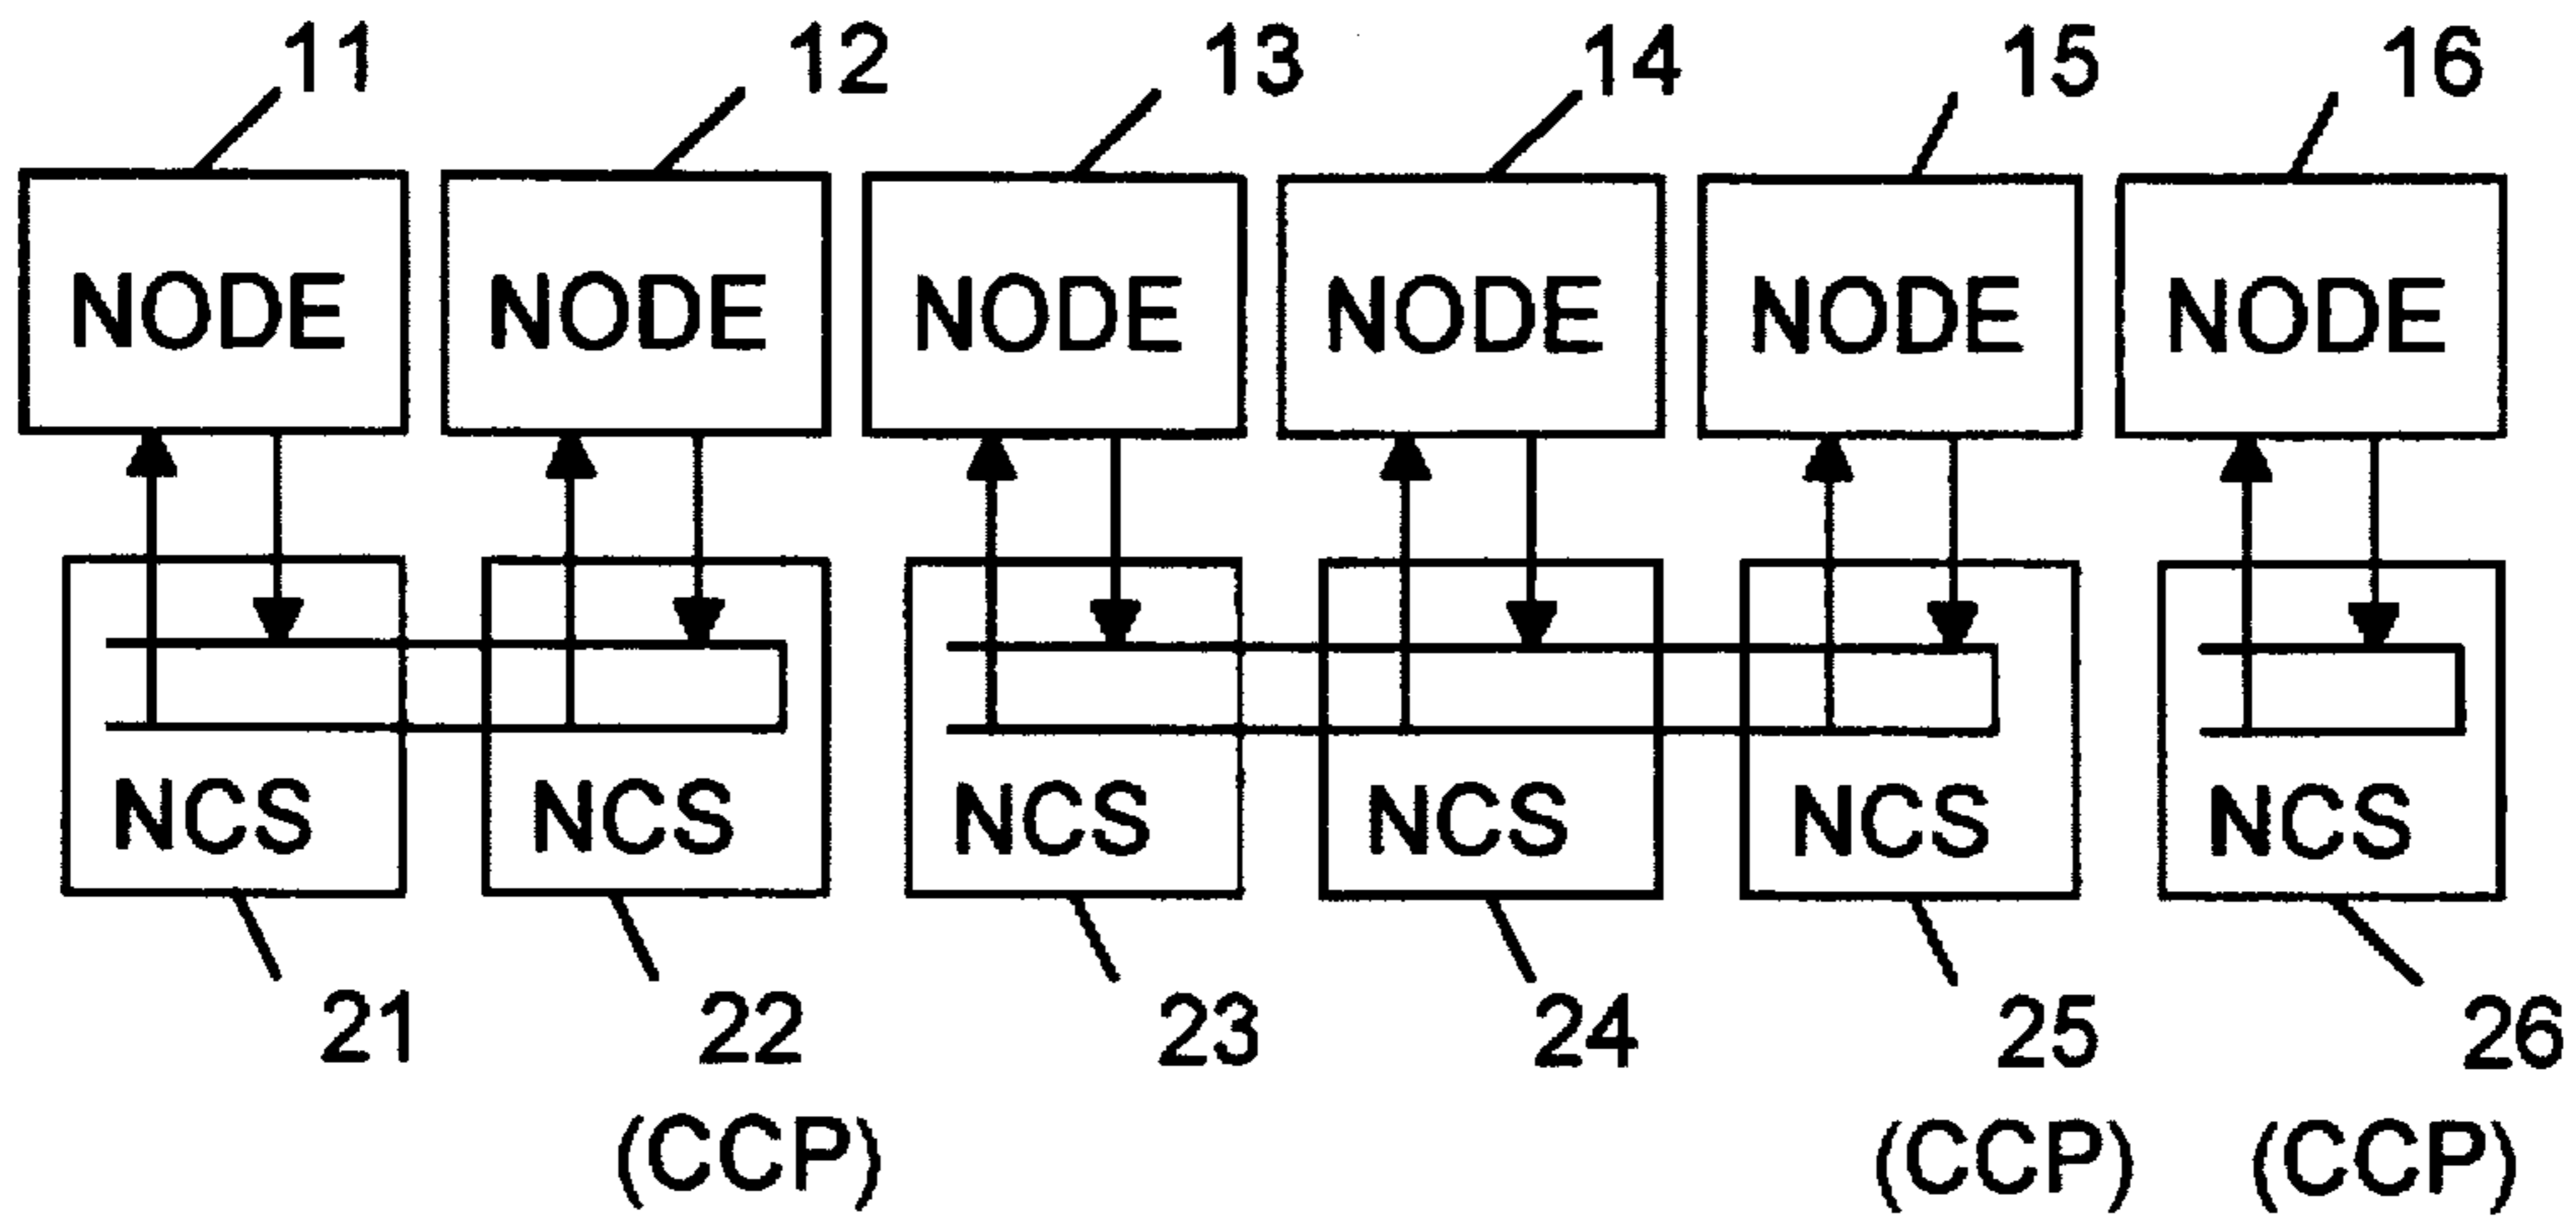 11 12 13 14 15 16
NODE NODE NODE NODE NODE NODE
NCS NCS NCS NCS NCS NCS
21 22 23 24 25 26
(CCP) (CCP) (CCP)